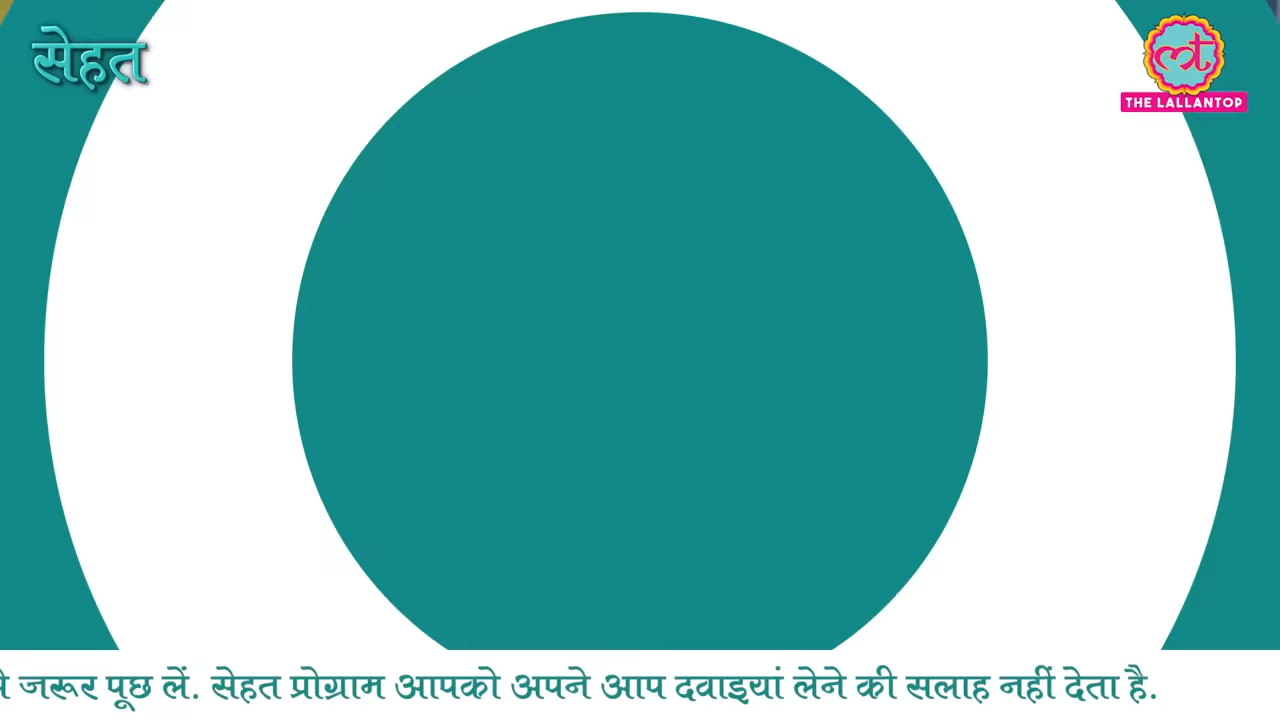 सेहत
THE LALLANTOP
जरूर पूछ लें. सेहत प्रोग्राम आपको अपने आप दवाइयां लेने की सलाह नहीं देता है.